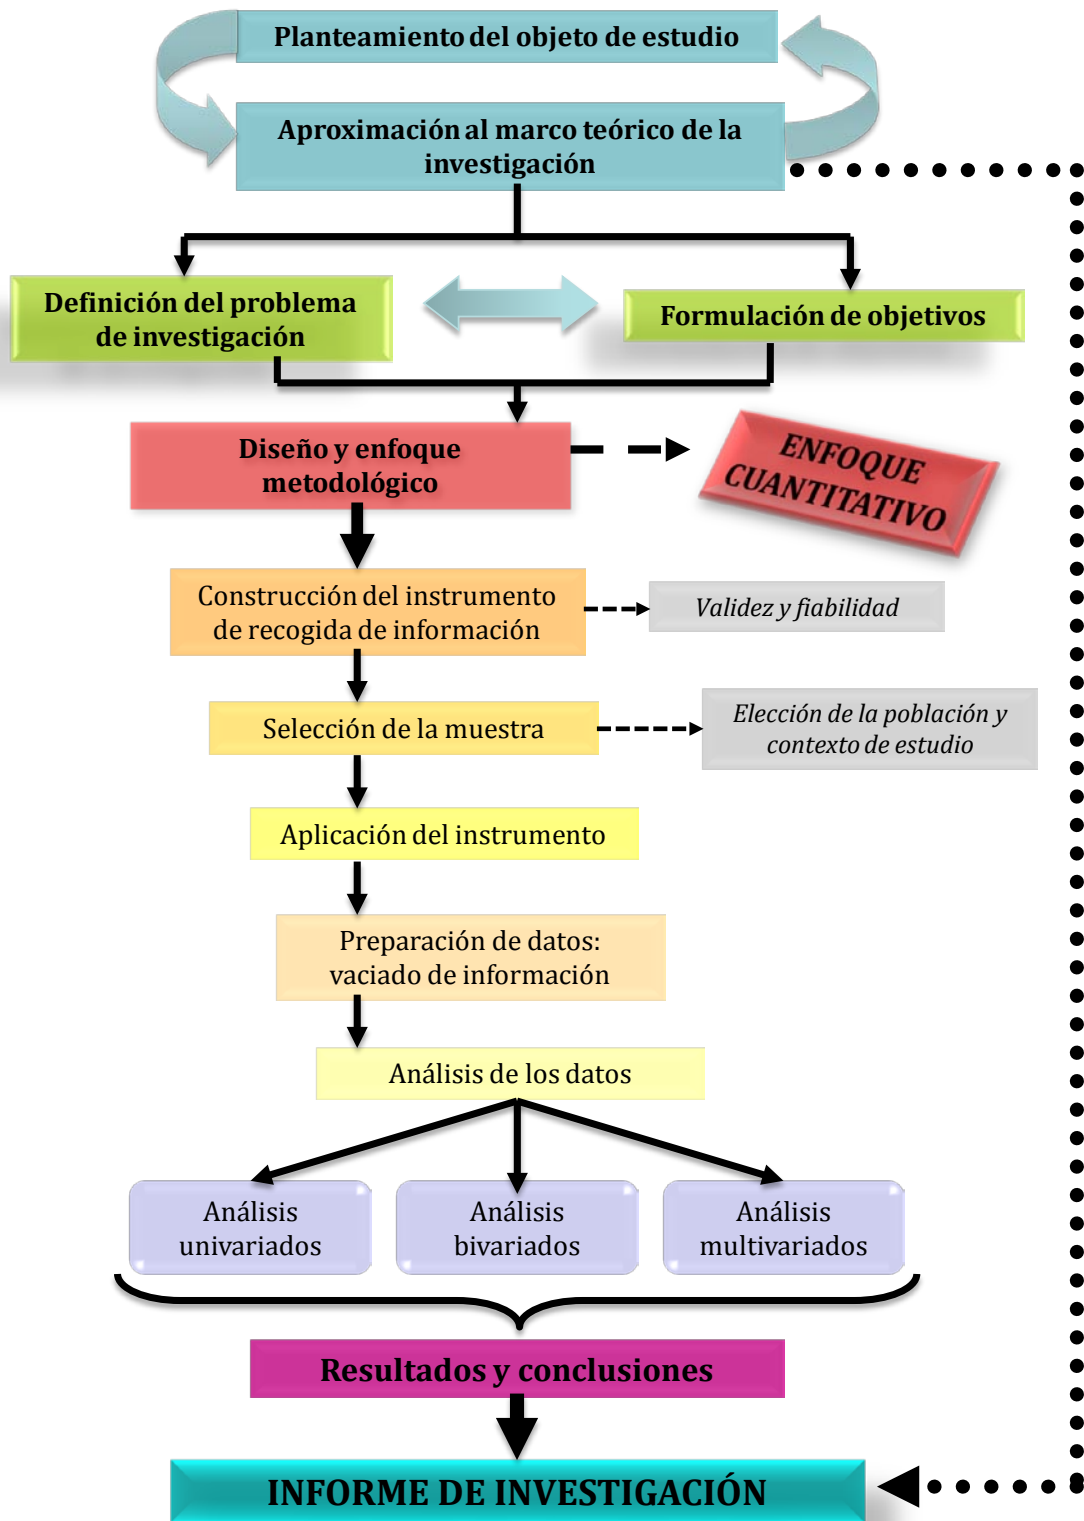 Planteamiento del objeto de estudio
Aproximación al marco teórico de la
investigación
Definición del problema
de investigación
Formulación de objetivos
Diseño y enfoque
metodológico
ENFOQUE
CUANTITATIVO
Construcción del instrumento
de recogida de información
Validez y fiabilidad
Selección de la muestra
Elección de la población y
contexto de estudio
Aplicación del instrumento
Preparación de datos:
vaciado de información
Análisis de los datos
Análisis
univariados
Análisis
bivariados
Análisis
multivariados
Resultados y conclusiones
INFORME DE INVESTIGACIÓN